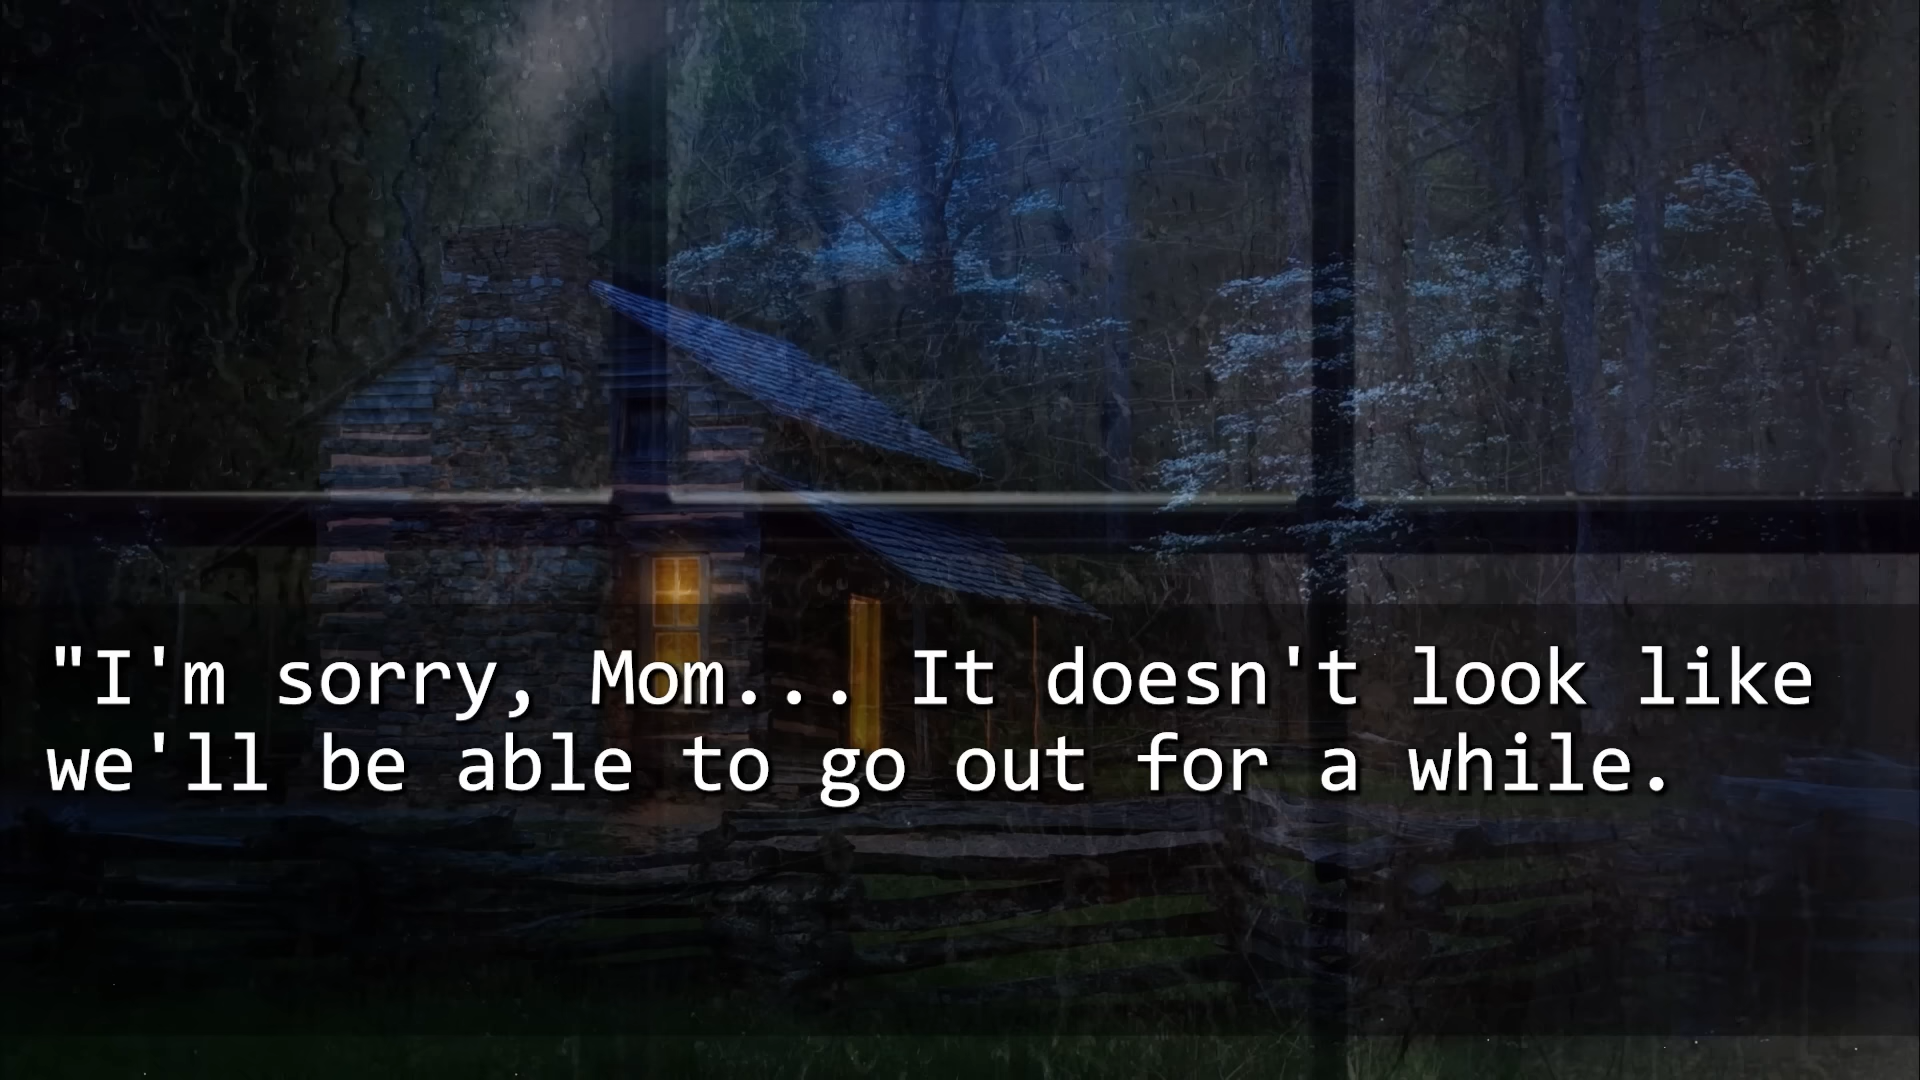 "I'm sorry, Mom... It doesn't look like
we'll be able to go out for a while.